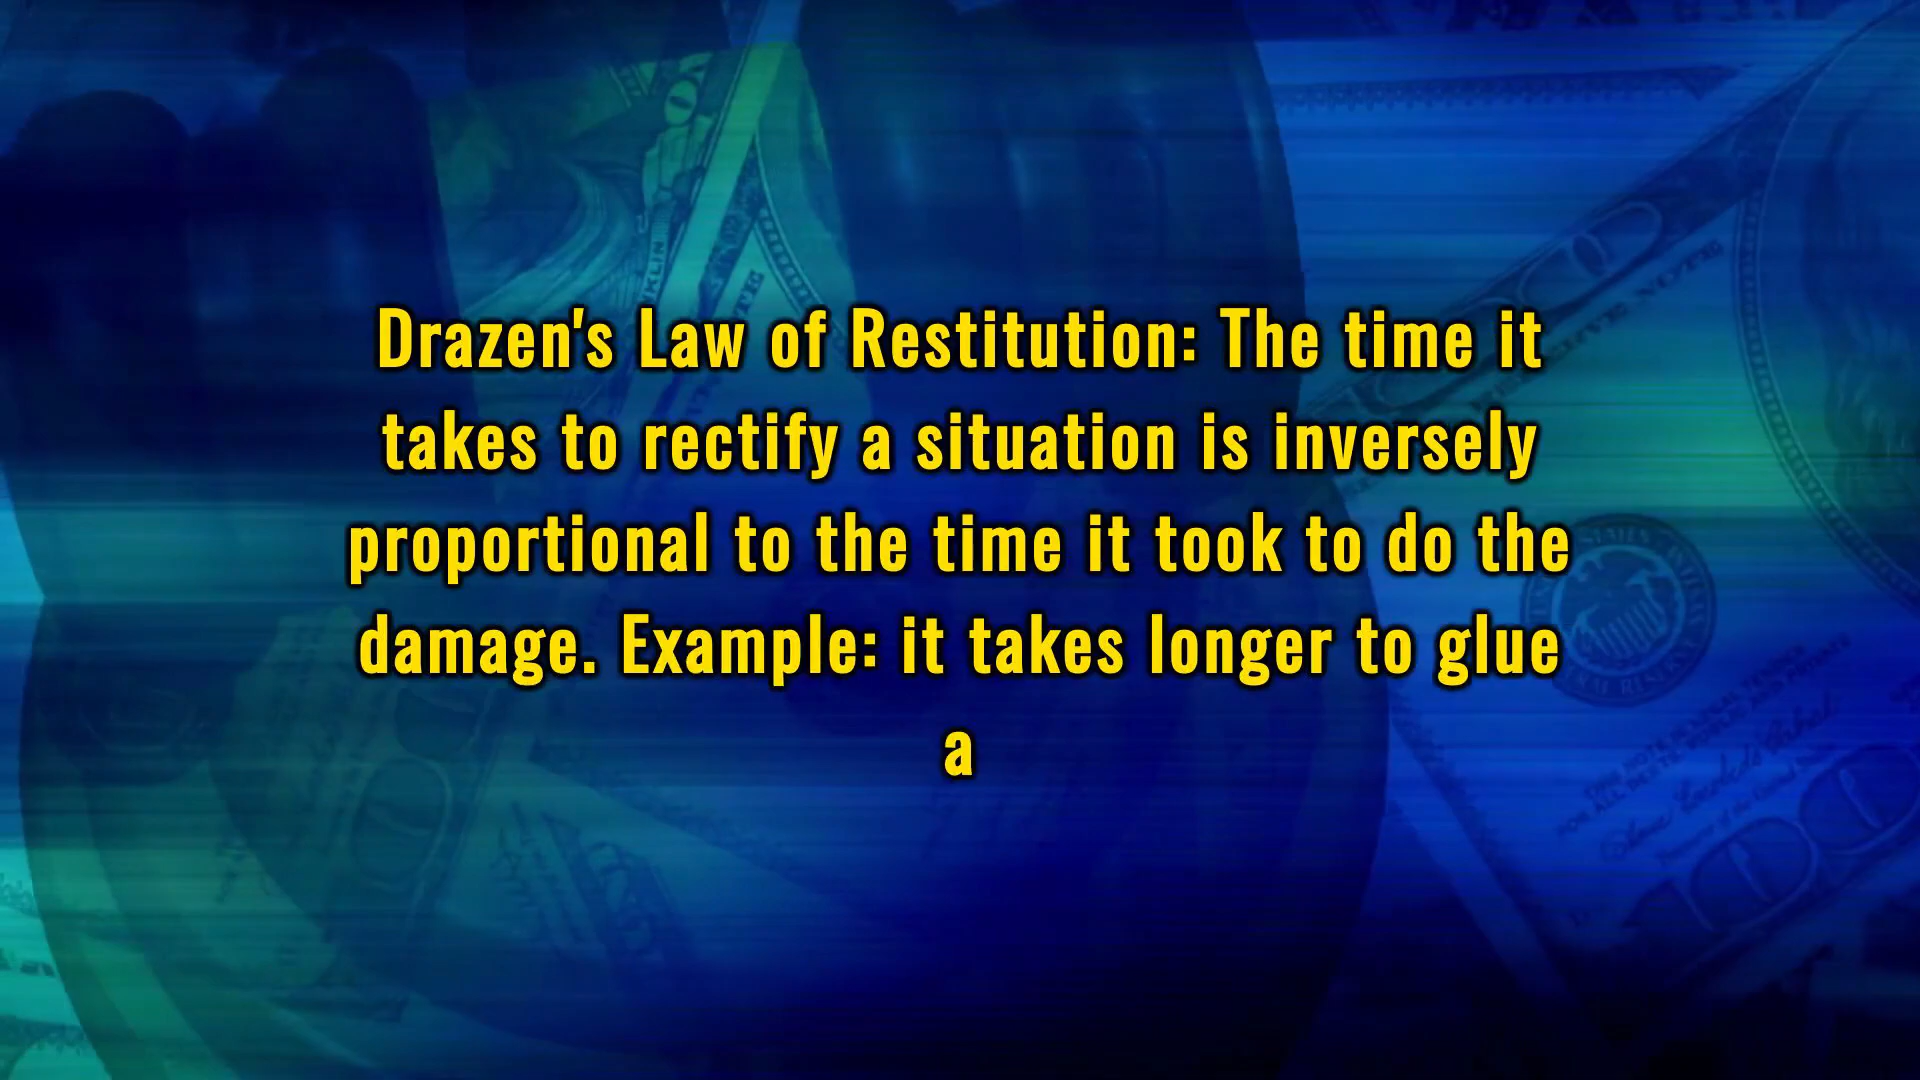 Drazen's Law of Restitution: The time it
takes to rectify a situation is inversely
proportional to the time it took to do the
damage. Example: it takes longer to glue
a